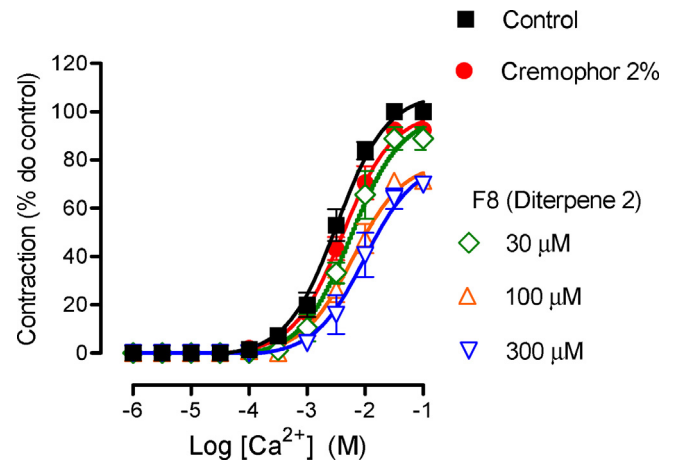 Control
Cremophor 2%
F8 (Diterpene 2)
30 µM
100 µM
300 µM
Contraction (% do control)
120
100
80
60
40
20
0
-6 -5 -4 -3 -2 -1
Log [Ca²⁺] (M)